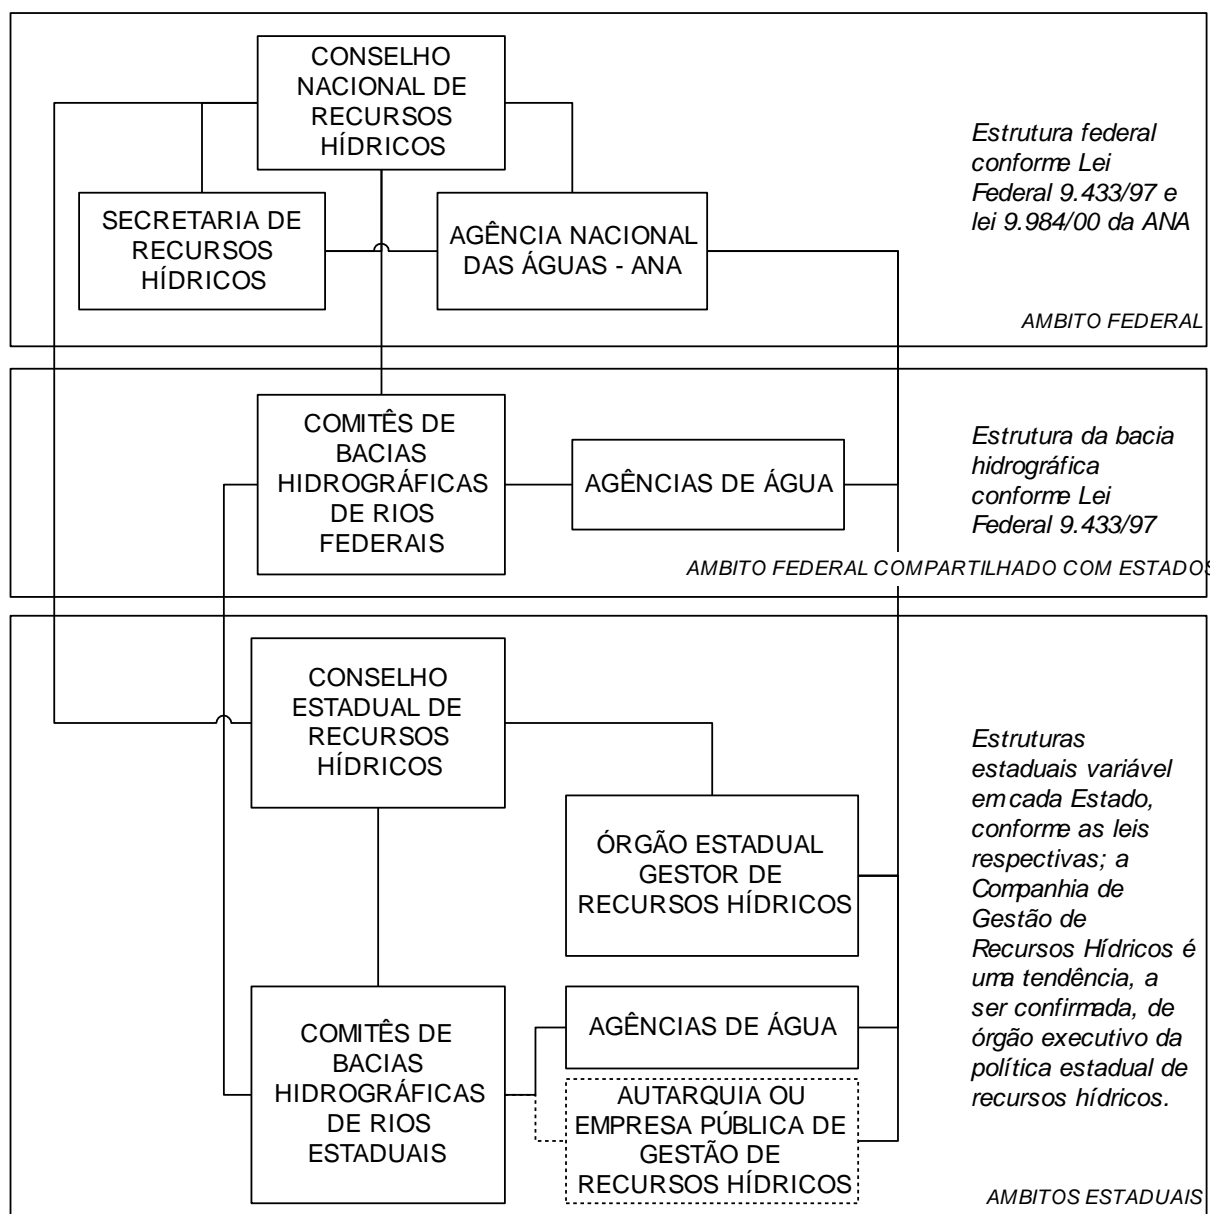 CONSELHO
NACIONAL DE
RECURSOS
HÍDRICOS
Estrutura federal
conforme Lei
Federal 9.433/97 e
lei 9.984/00 da ANA
SECRETARIA DE
RECURSOS
HÍDRICOS
AGÊNCIA NACIONAL
DAS ÁGUAS - ANA
AMBITO FEDERAL
COMITÊS DE
BACIAS
HIDROGRÁFICAS
DE RIOS
FEDERAIS
AGÊNCIAS DE ÁGUA
Estrutura da bacia
hidrográfica
conforme Lei
Federal 9.433/97
AMBITO FEDERAL COMPARTILHADO COM ESTADOS
CONSELHO
ESTADUAL DE
RECURSOS
HÍDRICOS
ÓRGÃO ESTADUAL
GESTOR DE
RECURSOS HÍDRICOS
Estruturas
estaduais variável
em cada Estado,
conforme as leis
respectivas; a
Companhia de
Gestão de
Recursos Hídricos é
uma tendência, a
ser confirmada, de
órgão executivo da
política estadual de
recursos hídricos.
COMITÊS DE
BACIAS
HIDROGRÁFICAS
DE RIOS
ESTADUAIS
AGÊNCIAS DE ÁGUA
AUTARQUIA OU
EMPRESA PÚBLICA DE
GESTÃO DE
RECURSOS HÍDRICOS
AMBITOS ESTADUAIS